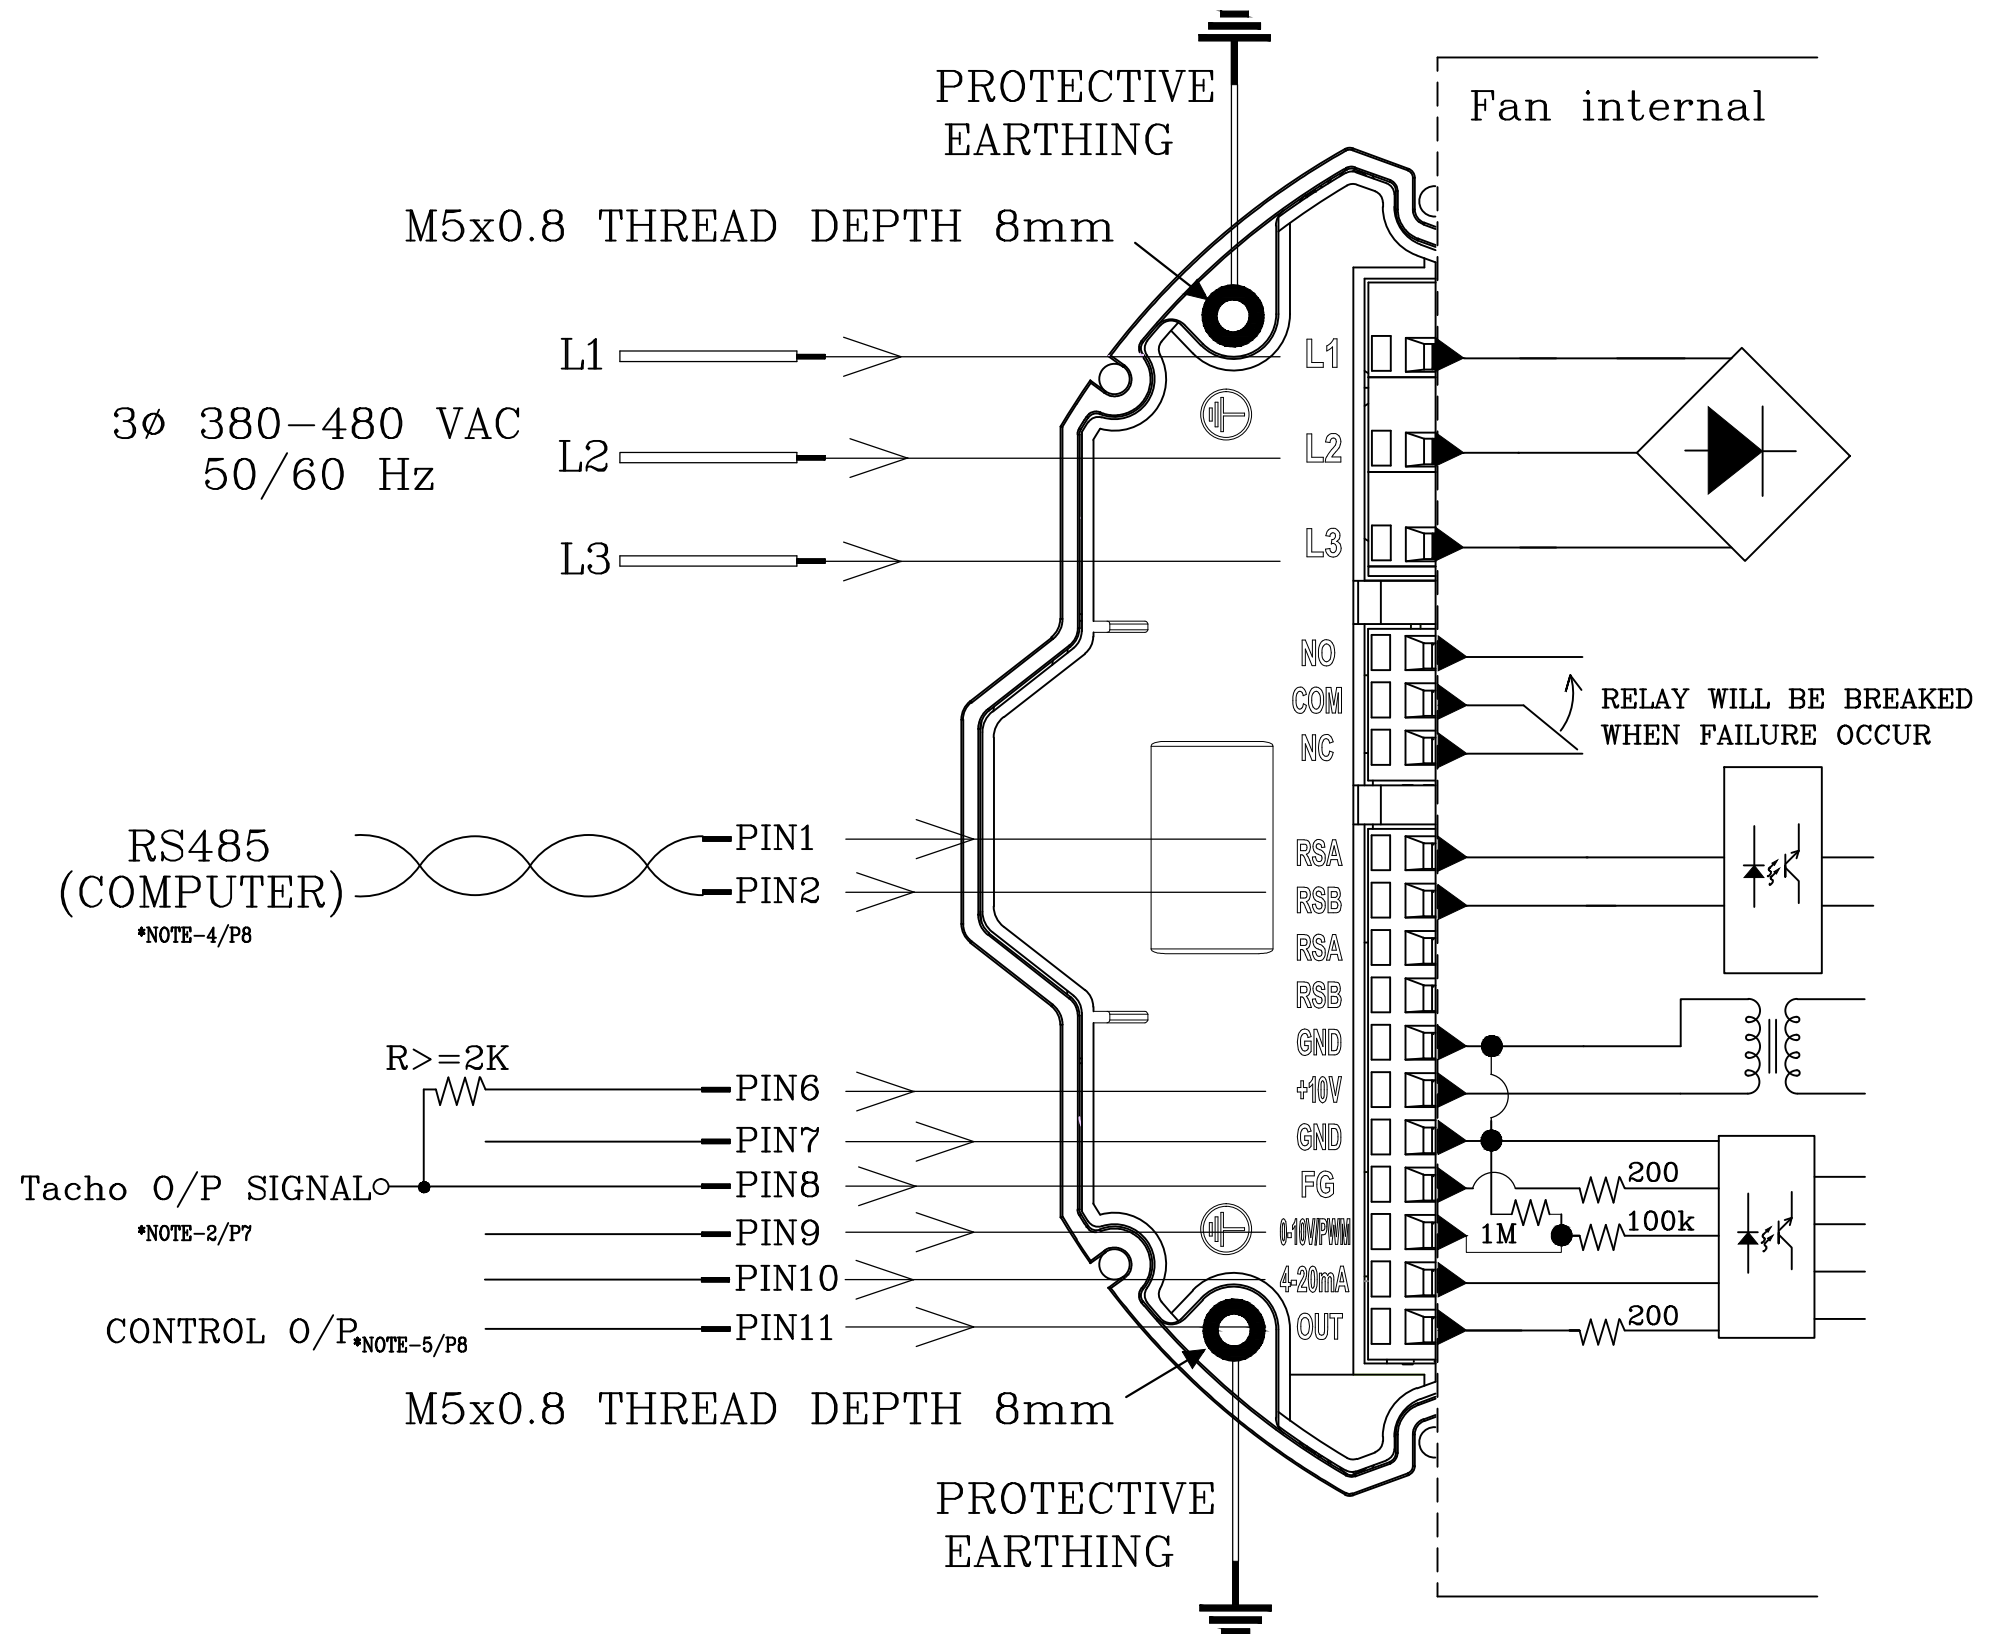 PROTECTIVE
EARTHING
Fan internal
M5x0.8 THREAD DEPTH 8mm
L1
L1
3ø 380-480 VAC
50/60 Hz
L2
L2
L3
L3
NO
COM
NC
RELAY WILL BE BREAKED
WHEN FAILURE OCCUR
RS485
(COMPUTER)
*NOTE-4/P8
PIN1
PIN2
RSA
RSB
RSA
RSB
GND
+10V
GND
FG
0-10V/PWM
4-20mA
OUT
R>=2K
PIN6
PIN7
Tacho O/P SIGNAL
*NOTE-2/P7
PIN8
PIN9
PIN10
CONTROL O/P
*NOTE-5/P8
PIN11
200
1M
100k
200
M5x0.8 THREAD DEPTH 8mm
PROTECTIVE
EARTHING